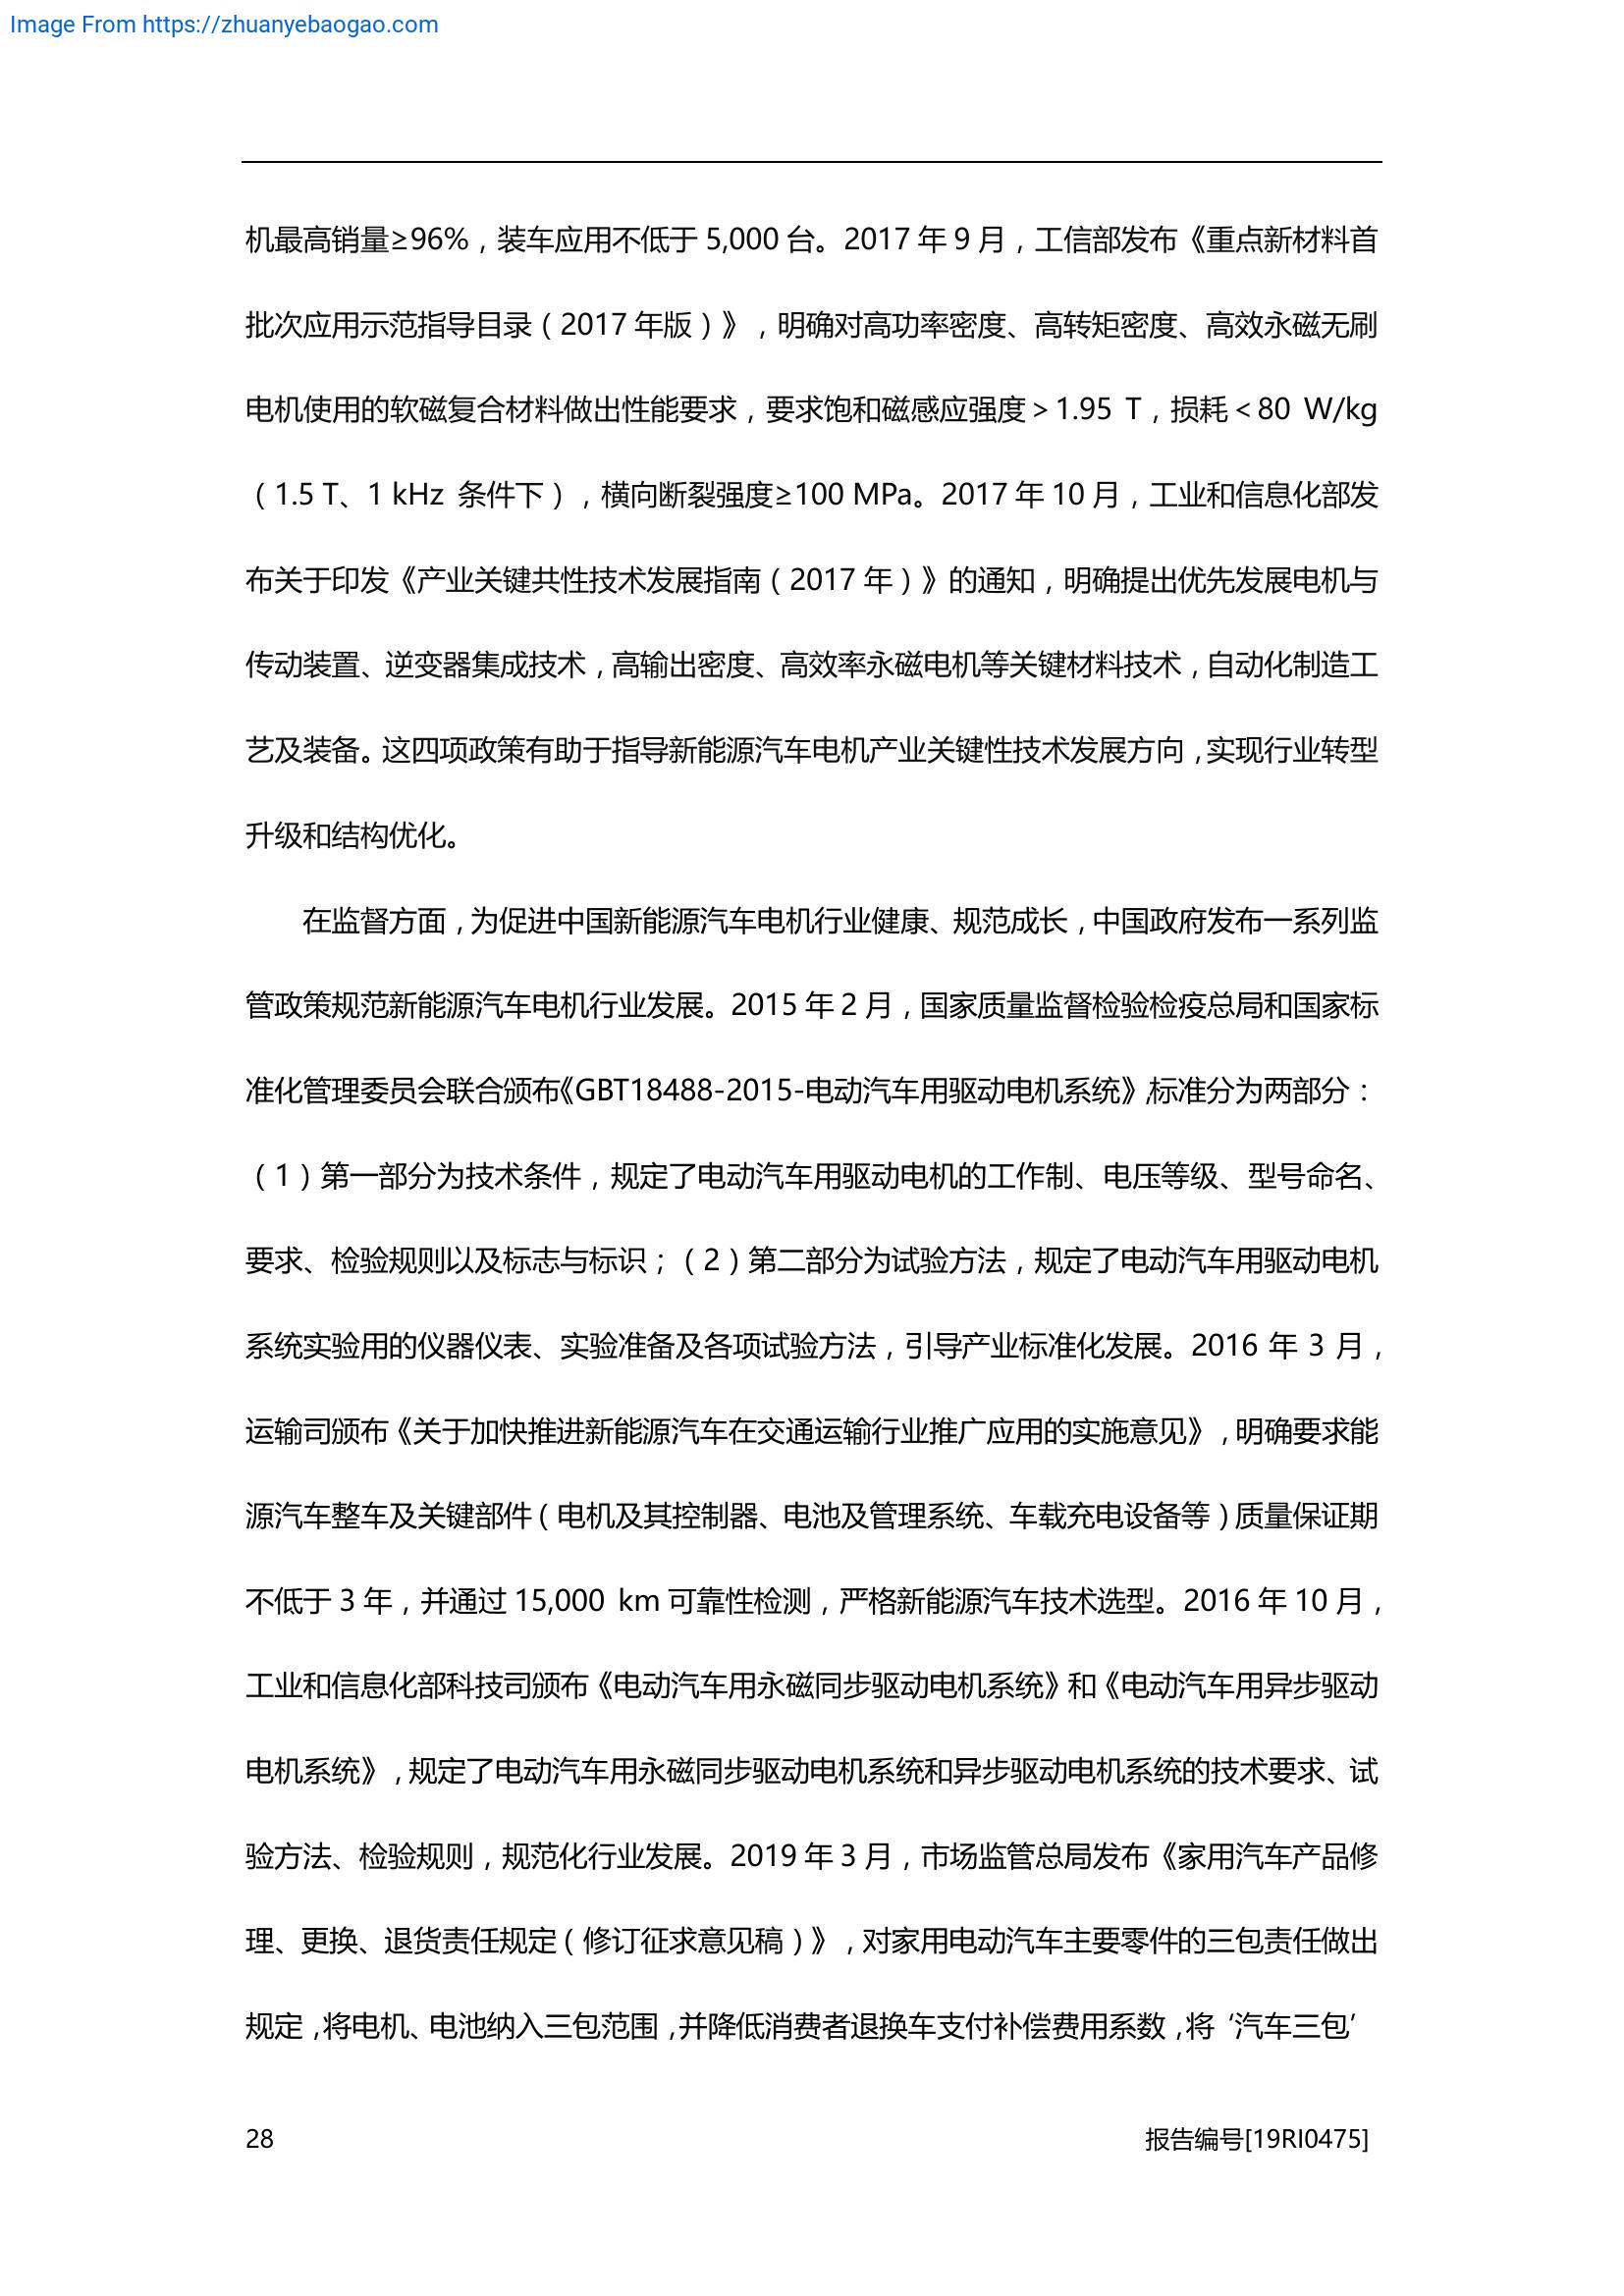 Image From https://zhuanyebaogao.com
机最高销量≥96%，装车应用不低于 5,000 台。2017 年 9 月，工信部发布《重点新材料首
批次应用示范指导目录（2017 年版）》，明确对高功率密度、高转矩密度、高效永磁无刷
电机使用的软磁复合材料做出性能要求，要求饱和磁感应强度＞1.95 T，损耗＜80 W/kg
（1.5 T、1 kHz 条件下），横向断裂强度≥100 MPa。2017 年 10 月，工业和信息化部发
布关于印发《产业关键共性技术发展指南（2017 年）》的通知，明确提出优先发展电机与
传动装置、逆变器集成技术，高输出密度、高效率永磁电机等关键材料技术，自动化制造工
艺及装备。这四项政策有助于指导新能源汽车电机产业关键性技术发展方向，实现行业转型
升级和结构优化。
在监督方面，为促进中国新能源汽车电机行业健康、规范成长，中国政府发布一系列监
管政策规范新能源汽车电机行业发展。2015 年 2 月，国家质量监督检验检疫总局和国家标
准化管理委员会联合颁布《GBT18488-2015-电动汽车用驱动电机系统》，标准分为两部分：
（1）第一部分为技术条件，规定了电动汽车用驱动电机的工作制、电压等级、型号命名、
要求、检验规则以及标志与标识；（2）第二部分为试验方法，规定了电动汽车用驱动电机
系统实验用的仪器仪表、实验准备及各项试验方法，引导产业标准化发展。2016 年 3 月，
运输司颁布《关于加快推进新能源汽车在交通运输行业推广应用的实施意见》，明确要求能
源汽车整车及关键部件（电机及其控制器、电池及管理系统、车载充电设备等）质量保证期
不低于 3 年，并通过 15,000 km 可靠性检测，严格新能源汽车技术选型。2016 年 10 月，
工业和信息化部科技司颁布《电动汽车用永磁同步驱动电机系统》和《电动汽车用异步驱动
电机系统》，规定了电动汽车用永磁同步驱动电机系统和异步驱动电机系统的技术要求、试
验方法、检验规则，规范化行业发展。2019 年 3 月，市场监管总局发布《家用汽车产品修
理、更换、退货责任规定（修订征求意见稿）》，对家用电动汽车主要零件的三包责任做出
规定，将电机、电池纳入三包范围，并降低消费者退换车支付补偿费用系数，将‘汽车三包’
28 报告编号[19RI0475]